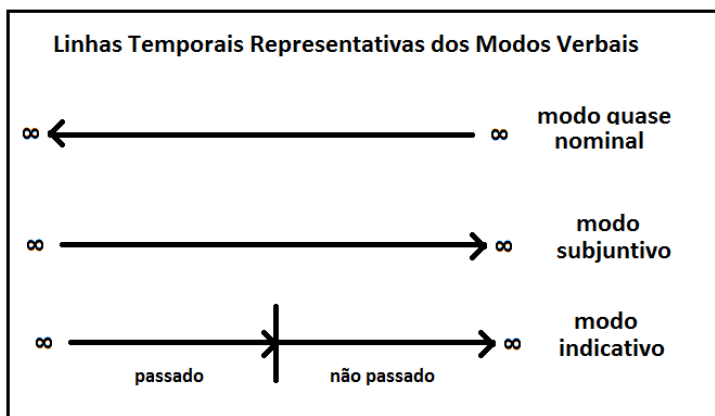 Linhas Temporais Representativas dos Modos Verbais
∞ ∞ modo quase
nominal
∞ ∞ modo
subjuntivo
∞ ∞ modo
indicativo
passado não passado